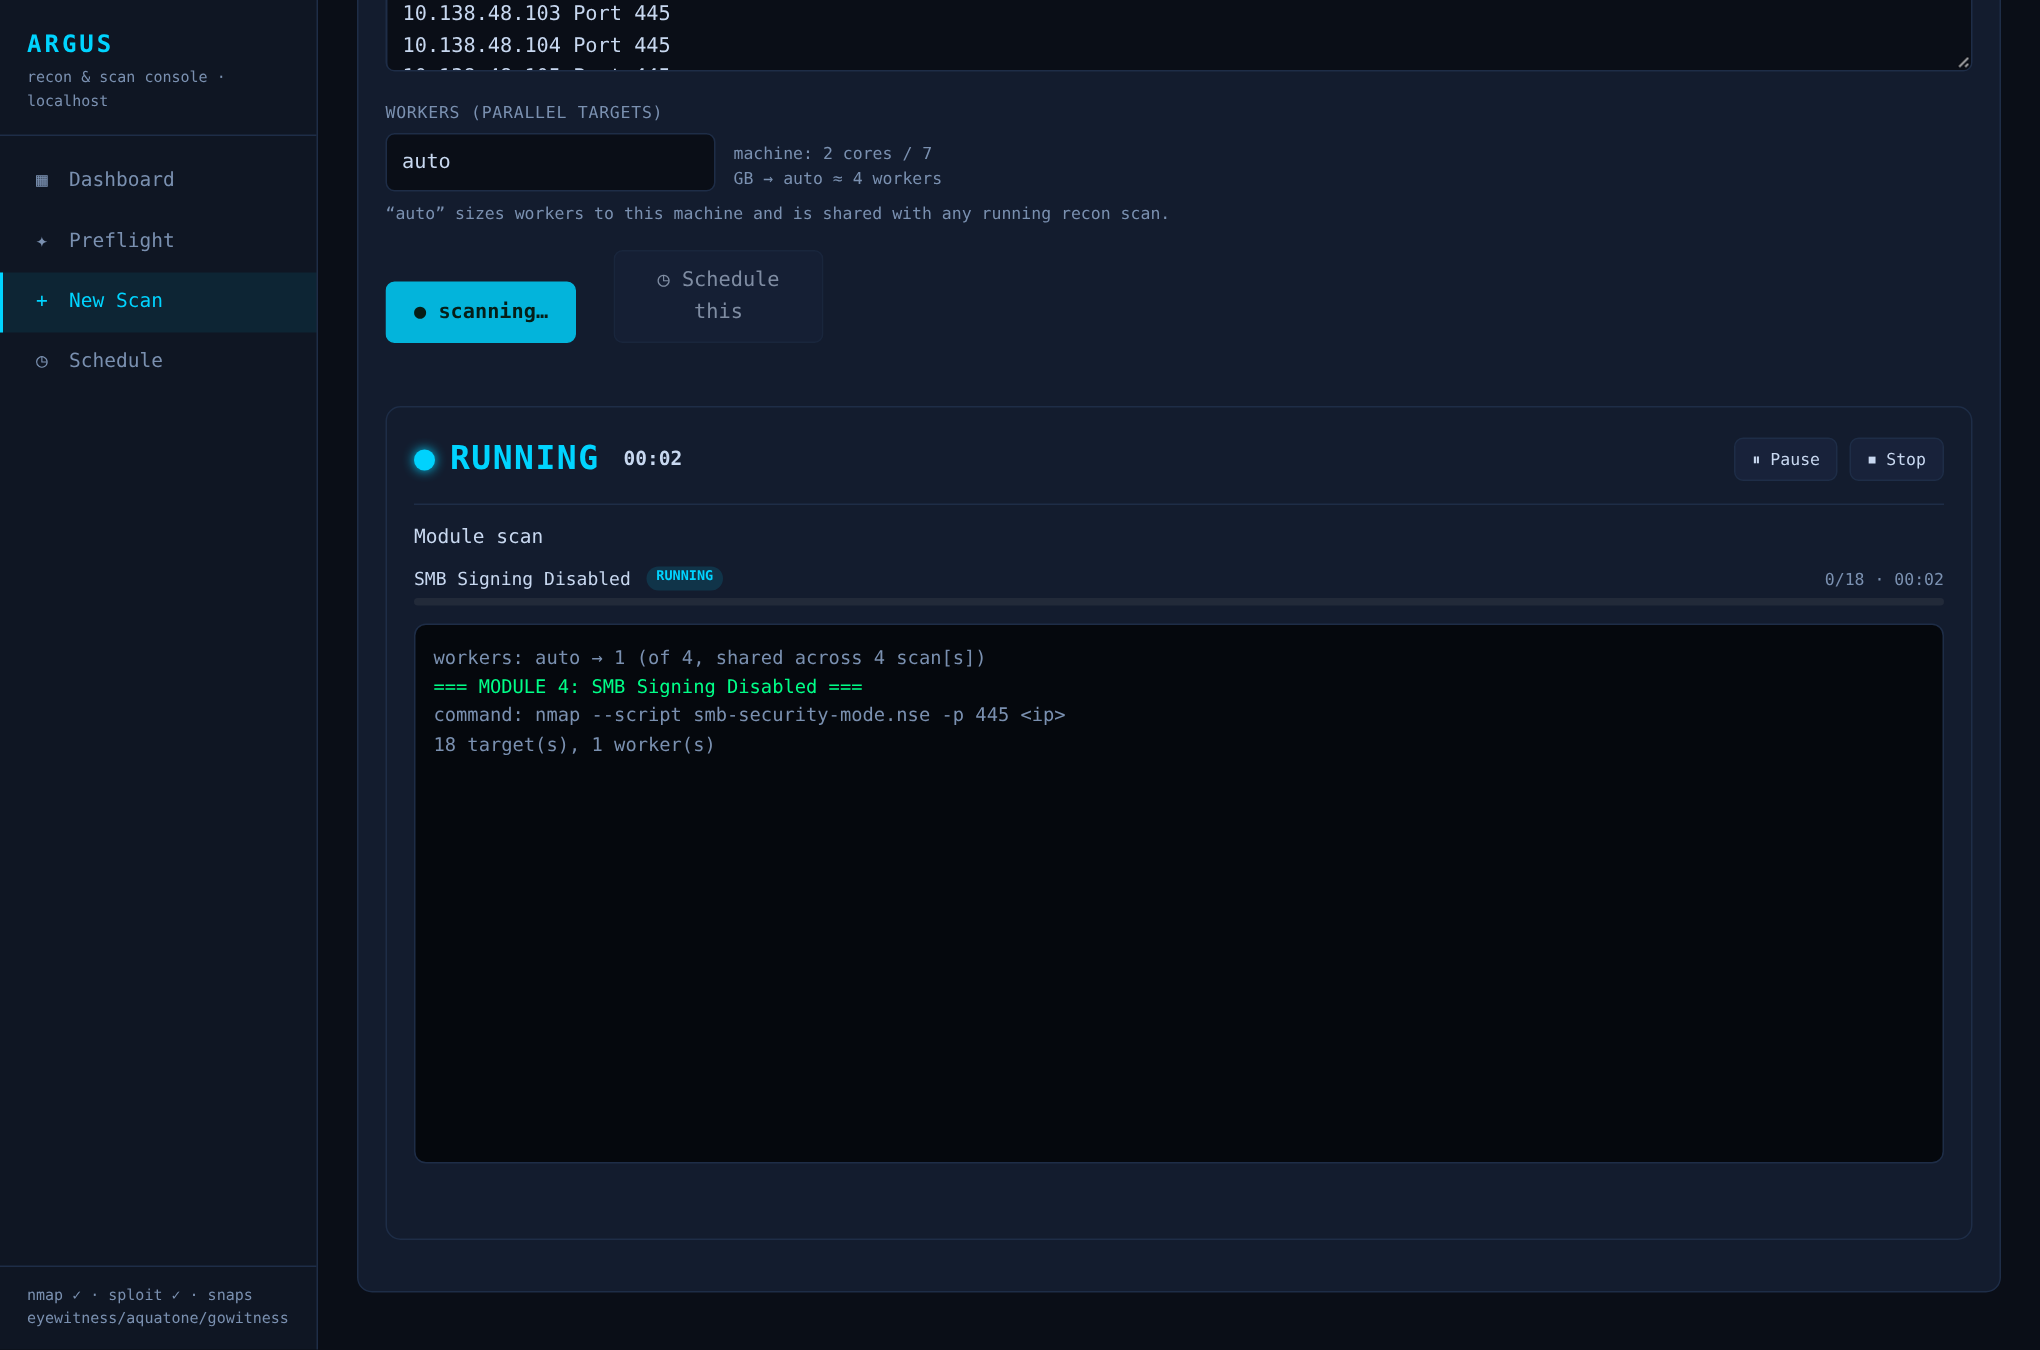 ARGUS
recon & scan console ·
localhost
▦ Dashboard
✦ Preflight
+ New Scan
◷ Schedule
nmap ✓ · sploit ✓ · snaps
eyewitness/aquatone/gowitness
10.138.48.103 Port 445
10.138.48.104 Port 445
WORKERS (PARALLEL TARGETS)
auto
machine: 2 cores / 7
GB → auto ≈ 4 workers
“auto” sizes workers to this machine and is shared with any running recon scan.
● scanning…
◷ Schedule
this
RUNNING 00:02
⏸ Pause
⏹ Stop
Module scan
SMB Signing Disabled RUNNING 0/18 · 00:02
workers: auto → 1 (of 4, shared across 4 scan[s])
=== MODULE 4: SMB Signing Disabled ===
command: nmap --script smb-security-mode.nse -p 445 <ip>
18 target(s), 1 worker(s)